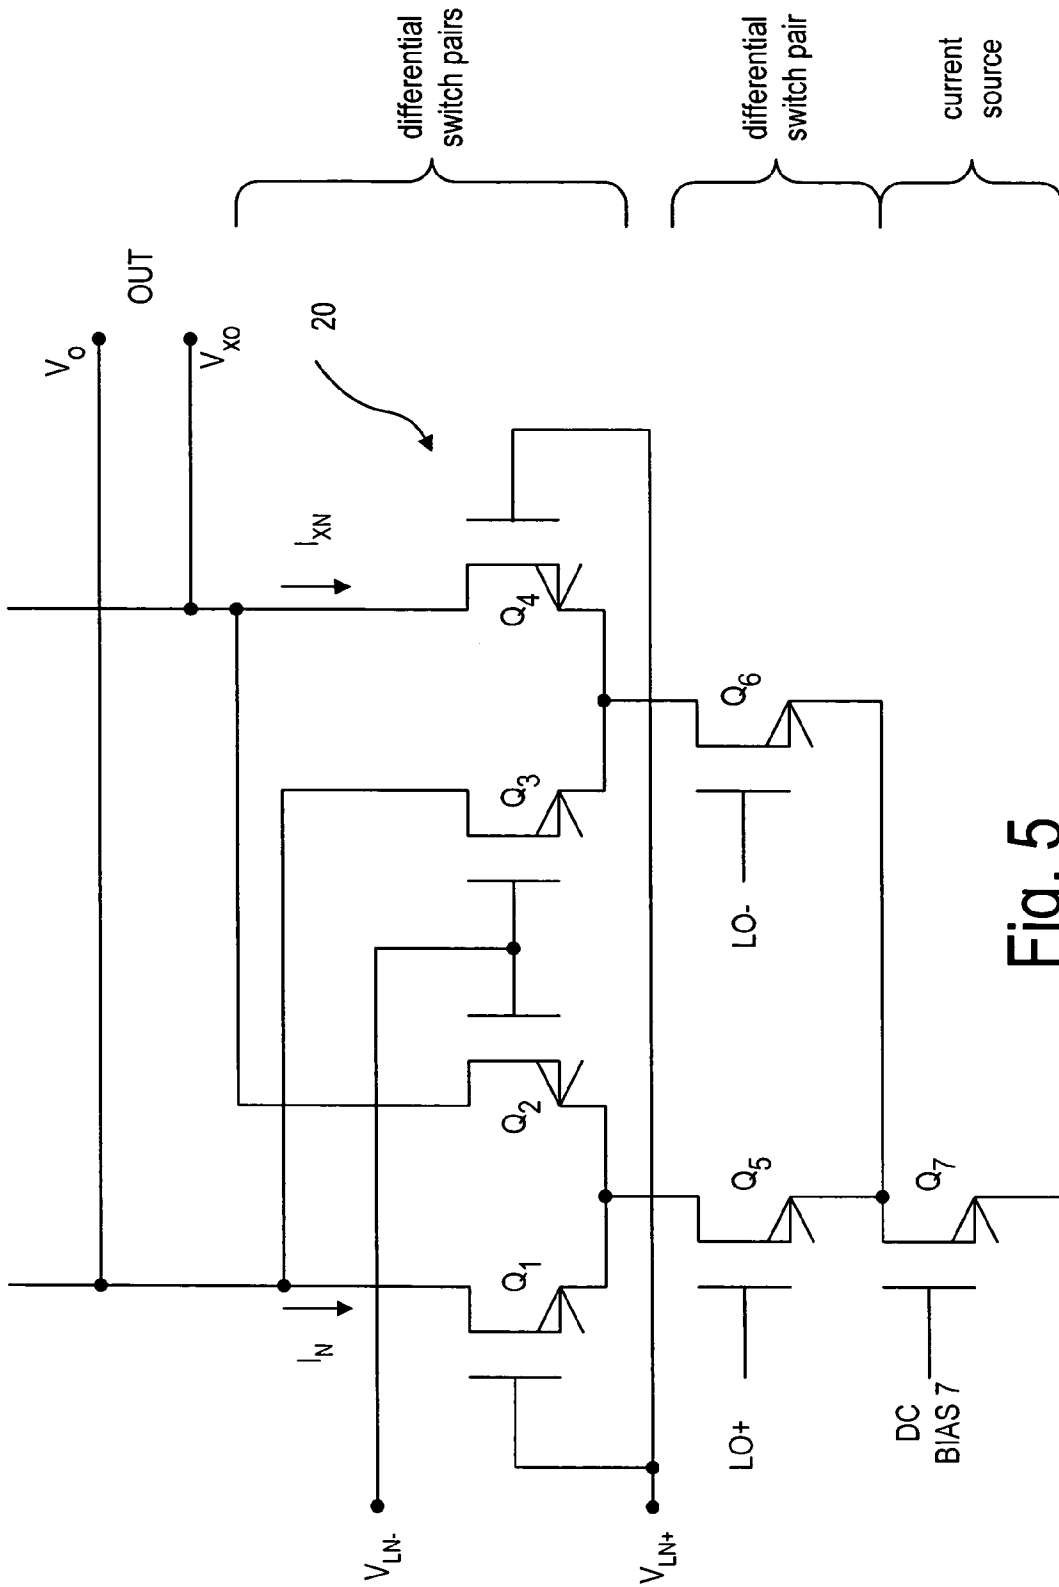 V_O
OUT
V_XO
20
differential
switch pairs
I_N
I_XN
Q_1
Q_2
Q_3
Q_4
V_LN-
V_LN+
differential
switch pair
LO+
Q_5
LO-
Q_6
current
source
DC
BIAS 7
Q_7
Fig. 5